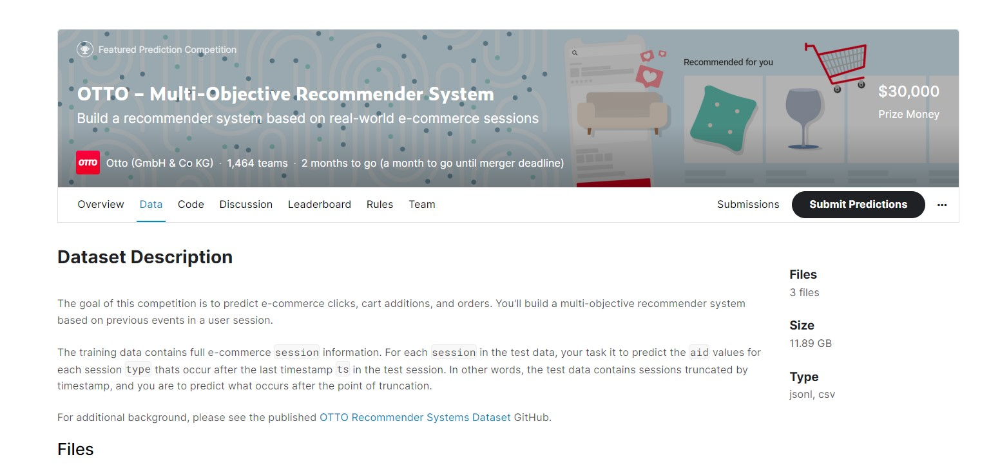 Featured Prediction Competition
OTTO – Multi-Objective Recommender System
Build a recommender system based on real-world e-commerce sessions
OTTO
Otto (GmbH & Co KG) · 1,464 teams · 2 months to go (a month to go until merger deadline)
Recommended for you
$30,000
Prize Money
Overview Data Code Discussion Leaderboard Rules Team Submissions Submit Predictions ...
Dataset Description
The goal of this competition is to predict e-commerce clicks, cart additions, and orders. You'll build a multi-objective recommender system
based on previous events in a user session.
The training data contains full e-commerce session information. For each session in the test data, your task it to predict the aid values for
each session type thats occur after the last timestamp ts in the test session. In other words, the test data contains sessions truncated by
timestamp, and you are to predict what occurs after the point of truncation.
For additional background, please see the published OTTO Recommender Systems Dataset GitHub.
Files
Files
3 files
Size
11.89 GB
Type
jsonl, csv